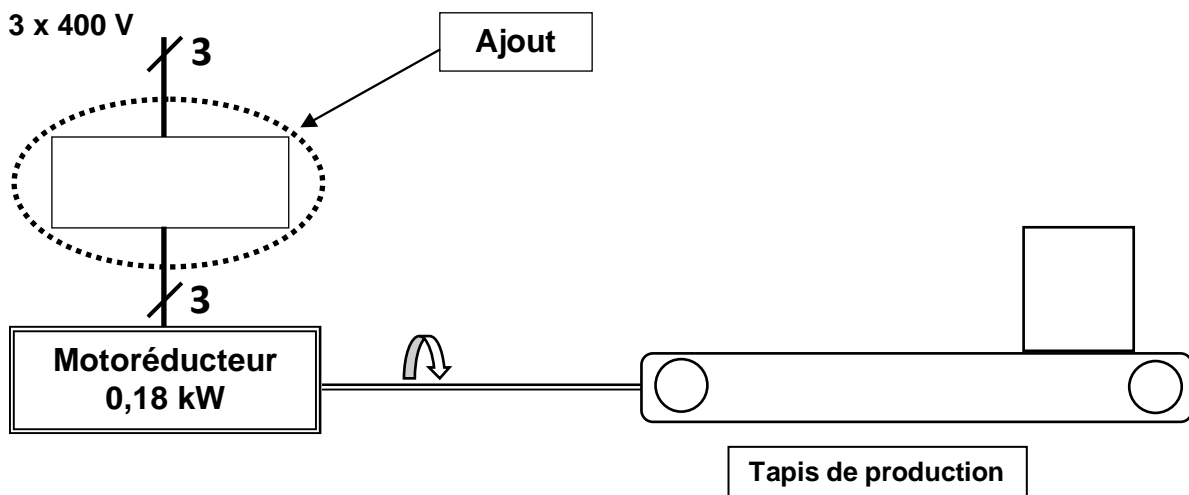 3 x 400 V
3
Ajout
3
Motoréducteur
0,18 kW
Tapis de production